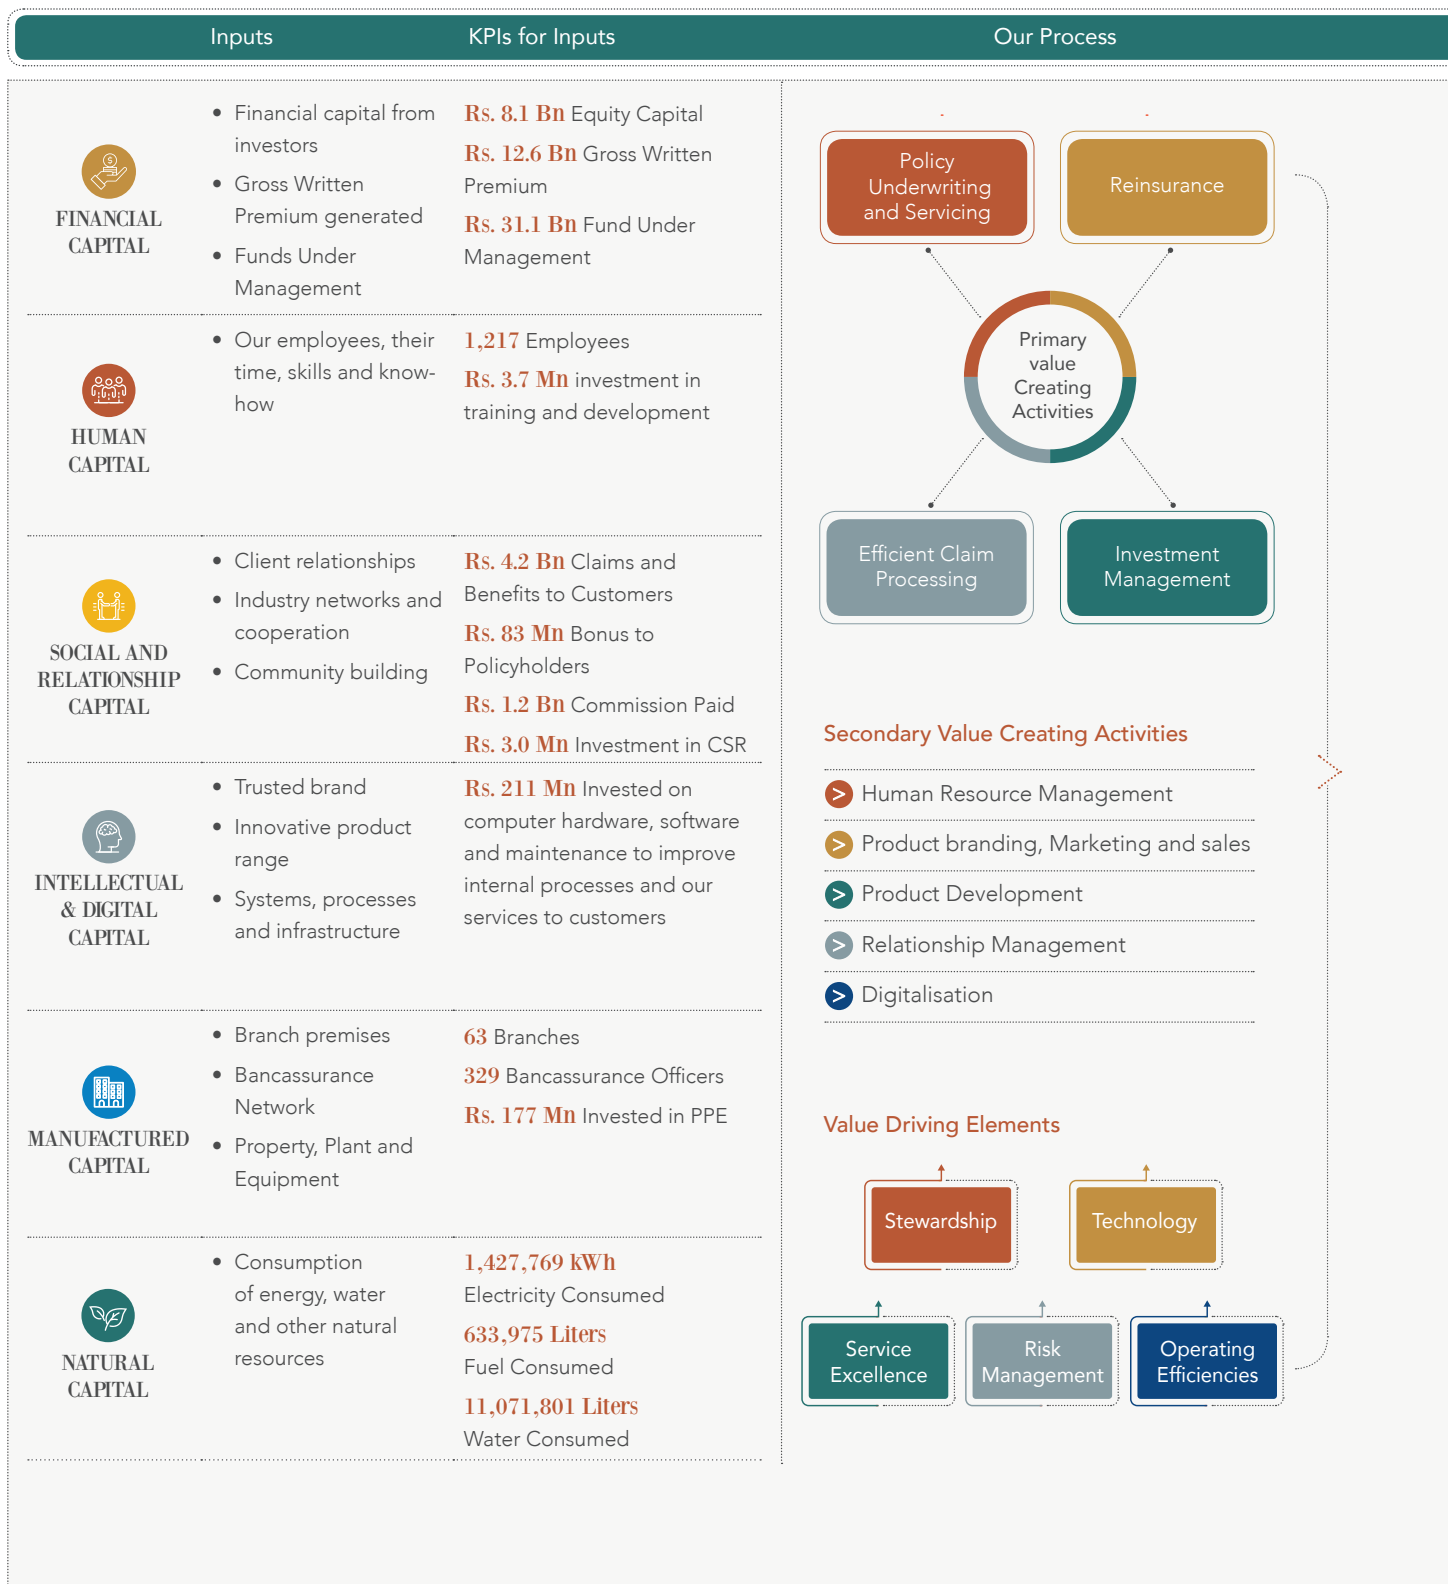 Inputs
KPIs for Inputs
Our Process
FINANCIAL
CAPITAL
• Financial capital from
investors
• Gross Written
Premium generated
• Funds Under
Management
Rs. 8.1 Bn Equity Capital
Rs. 12.6 Bn Gross Written
Premium
Rs. 31.1 Bn Fund Under
Management
HUMAN
CAPITAL
• Our employees, their
time, skills and know-
how
1,217 Employees
Rs. 3.7 Mn investment in
training and development
SOCIAL AND
RELATIONSHIP
CAPITAL
• Client relationships
• Industry networks and
cooperation
• Community building
Rs. 4.2 Bn Claims and
Benefits to Customers
Rs. 83 Mn Bonus to
Policyholders
Rs. 1.2 Bn Commission Paid
Rs. 3.0 Mn Investment in CSR
INTELLECTUAL
& DIGITAL
CAPITAL
• Trusted brand
• Innovative product
range
• Systems, processes
and infrastructure
Rs. 211 Mn Invested on
computer hardware, software
and maintenance to improve
internal processes and our
services to customers
MANUFACTURED
CAPITAL
• Branch premises
• Bancassurance
Network
• Property, Plant and
Equipment
63 Branches
329 Bancassurance Officers
Rs. 177 Mn Invested in PPE
NATURAL
CAPITAL
• Consumption
of energy, water
and other natural
resources
1,427,769 kWh
Electricity Consumed
633,975 Liters
Fuel Consumed
11,071,801 Liters
Water Consumed
Policy
Underwriting
and Servicing
Reinsurance
Primary
value
Creating
Activities
Efficient Claim
Processing
Investment
Management
Secondary Value Creating Activities
Human Resource Management
Product branding, Marketing and sales
Product Development
Relationship Management
Digitalisation
Value Driving Elements
Stewardship
Technology
Service
Excellence
Risk
Management
Operating
Efficiencies